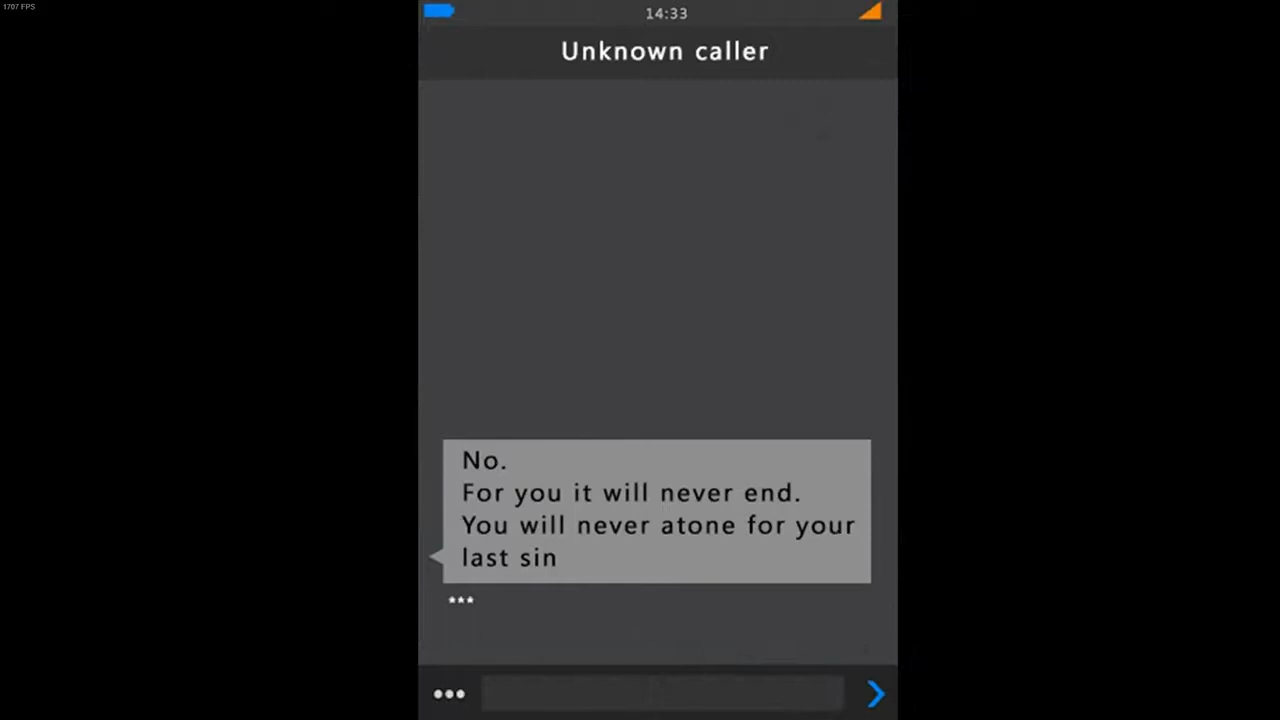 1707 FPS
14:33
Unknown caller
No.
For you it will never end.
You will never atone for your
last sin
***